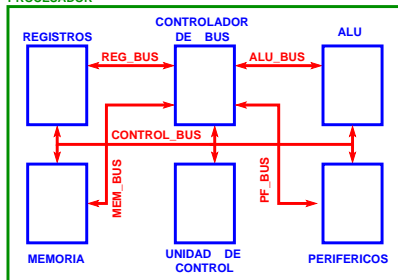 PROCESADOR
CONTROLADOR
DE BUS
REGISTROS
ALU
REG_BUS
ALU_BUS
CONTROL_BUS
MEM_BUS
PF_BUS
MEMORIA
UNIDAD DE
CONTROL
PERIFERICOS